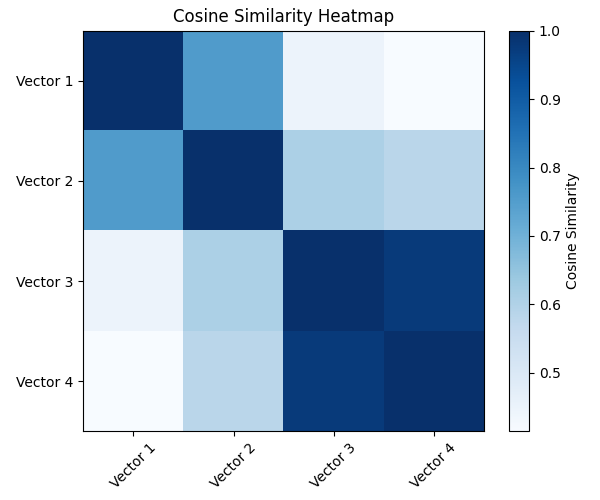 Cosine Similarity Heatmap
Vector 1
Vector 2
Vector 3
Vector 4
Vector 1
Vector 2
Vector 3
Vector 4
1.0
0.9
0.8
0.7
0.6
0.5
Cosine Similarity